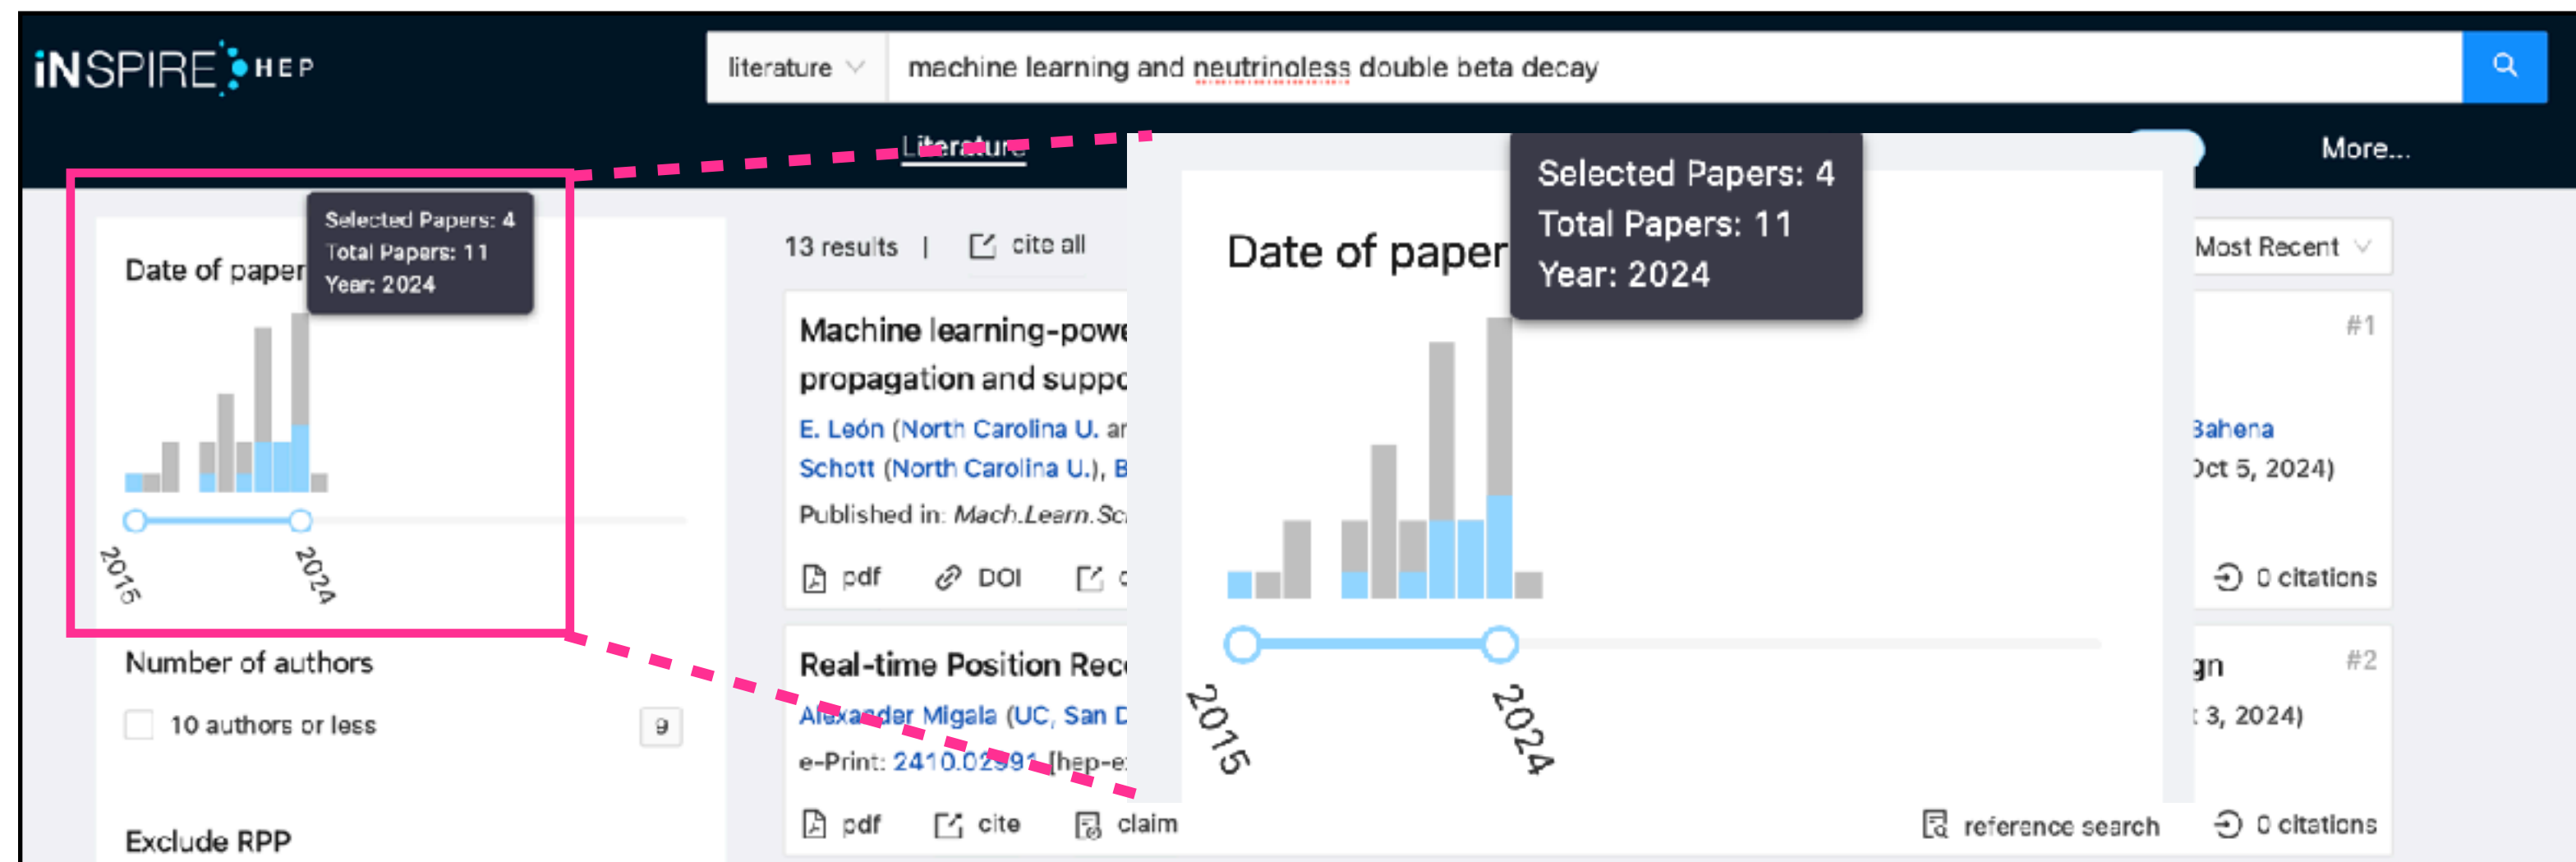 iNSPIRE HEP
literature
machine learning and neutrinoless double beta decay
Literature
More...
Selected Papers: 4
Total Papers: 11
Year: 2024
Date of paper
2015
2024
Number of authors
10 authors or less
9
Exclude RPP
13 results |
cite all
Most Recent
Machine learning-powe
propagation and suppo
E. León (North Carolina U. ar
Schott (North Carolina U.), B
Published in: Mach.Learn.Sc
pdf
DOI
#1
Bahena
Oct 5, 2024)
0 citations
Real-time Position Rec
Alexander Migala (UC, San D
e-Print: 2410.02991 [hep-e
pdf
cite
claim
reference search
gn
#2
t 3, 2024)
0 citations
Selected Papers: 4
Total Papers: 11
Year: 2024
Date of paper
2015
2024